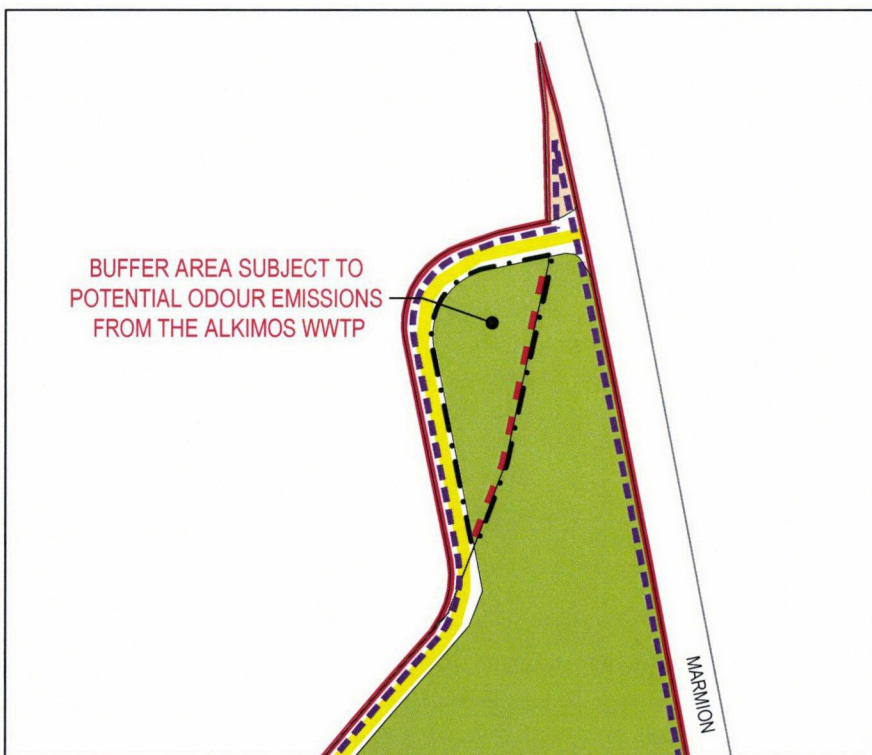 BUFFER AREA SUBJECT TO
POTENTIAL ODOUR EMISSIONS
FROM THE ALKIMOS WWTP
MARMION